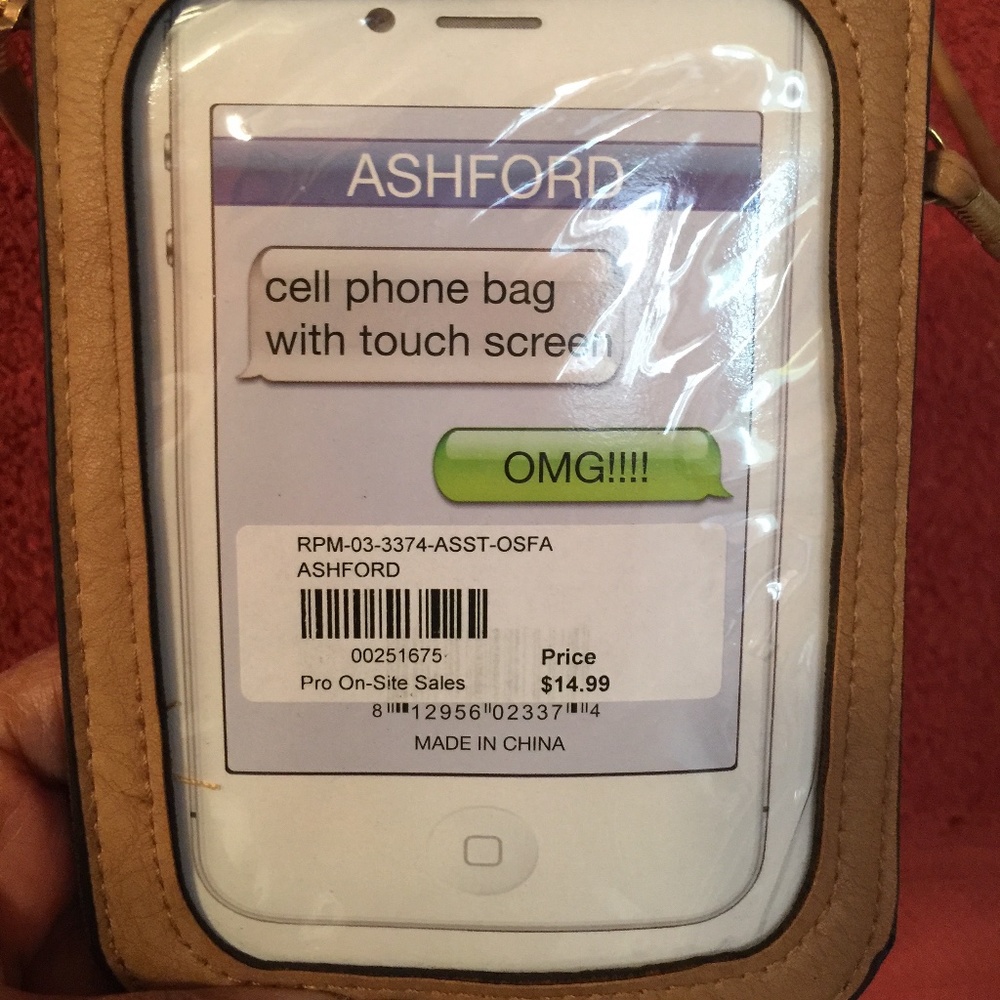 ASHFORD
cell phone bag
with touch screen
OMG!!!!
RPM-03-3374-ASST-OSFA
ASHFORD
00251675
Price
Pro On-Site Sales
$14.99
8 12956 02337 4
MADE IN CHINA